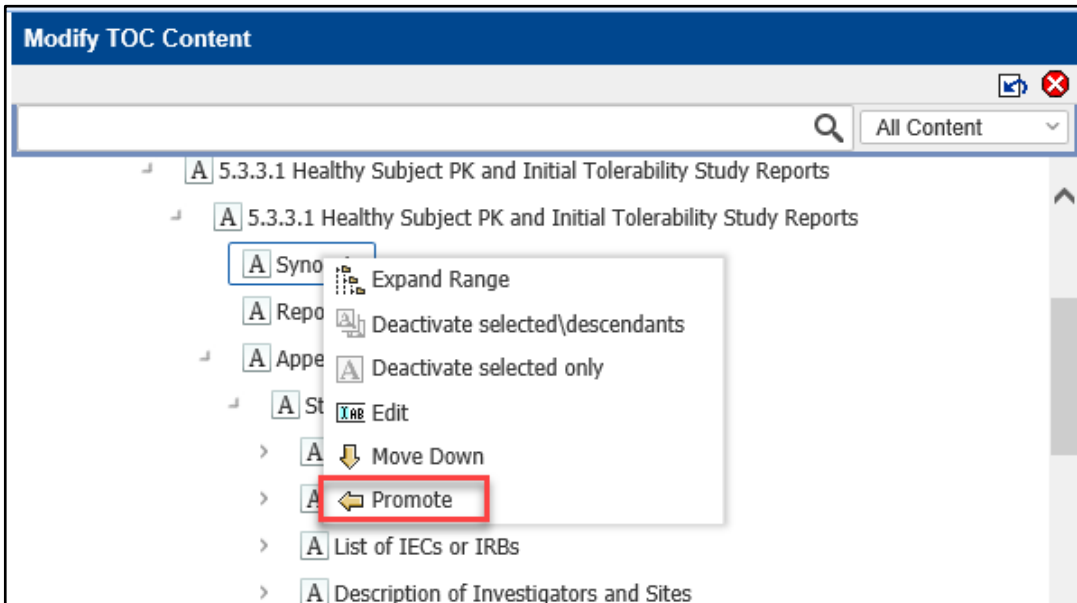 Modify TOC Content
All Content
A 5.3.3.1 Healthy Subject PK and Initial Tolerability Study Reports
A 5.3.3.1 Healthy Subject PK and Initial Tolerability Study Reports
A
Expand Range
A Repo
Deactivate selected\descendants
A Appe
A Deactivate selected only
A St
IAB Edit
A
Move Down
A
Promote
A List of IECs or IRBs
A Description of Investigators and Sites